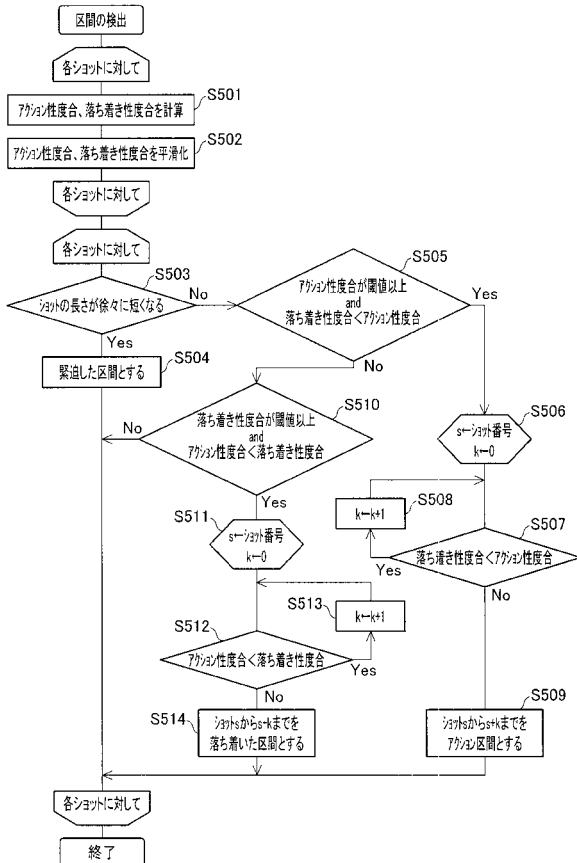 区間の検出
各ショットに対して
S501
アクション性度合、落ち着き性度合を計算
S502
アクション性度合、落ち着き性度合を平滑化
各ショットに対して
各ショットに対して
S503
ショットの長さが徐々に短くなる
No
Yes
S504
緊迫した区間とする
S505
アクション性度合が閾値以上
and
落ち着き性度合<アクション性度合
Yes
No
S510
落ち着き性度合が閾値以上
and
アクション性度合<落ち着き性度合
No
Yes
S506
s←ショット番号
k←0
S508
k←k+1
S507
落ち着き性度合<アクション性度合
Yes
No
S511
s←ショット番号
k←0
S513
k←k+1
S512
アクション性度合<落ち着き性度合
Yes
No
S514
ショットsからs+kまでを
落ち着いた区間とする
S509
ショットsからs+kまでを
アクション区間とする
各ショットに対して
終了